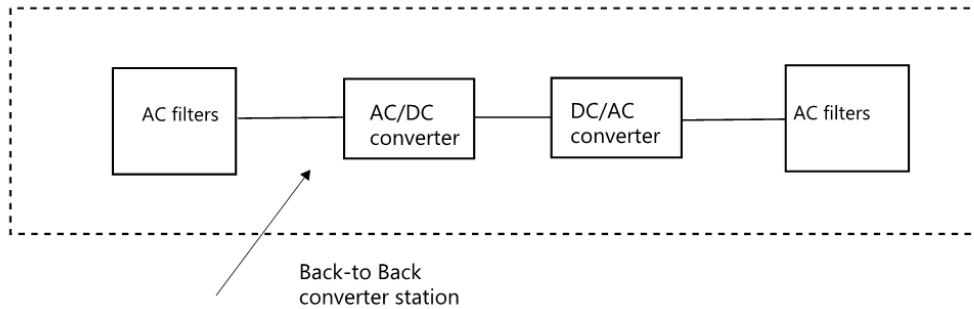 AC filters
AC/DC
converter
DC/AC
converter
AC filters
Back-to Back
converter station